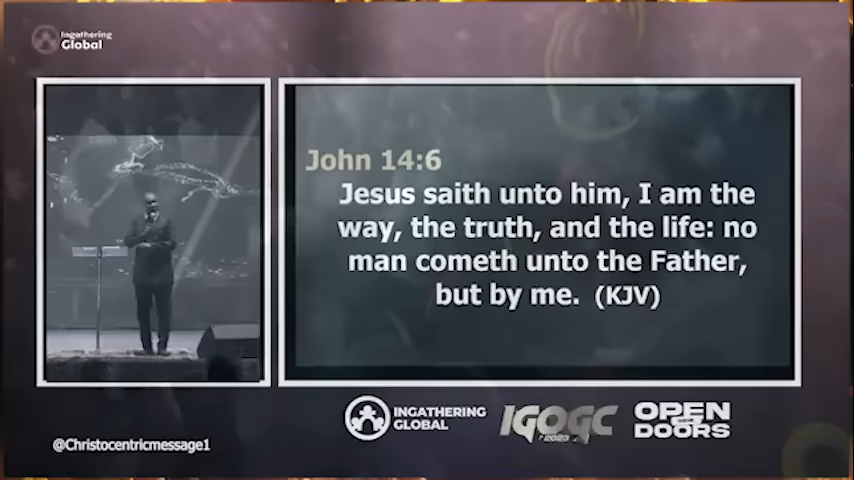 Ingathering
Global
John 14:6
Jesus saith unto him, I am the
way, the truth, and the life: no
man cometh unto the Father,
but by me. (KJV)
INGATHERING
GLOBAL
IGOGC
2023
OPEN
DOORS
@Christocentricmessage1